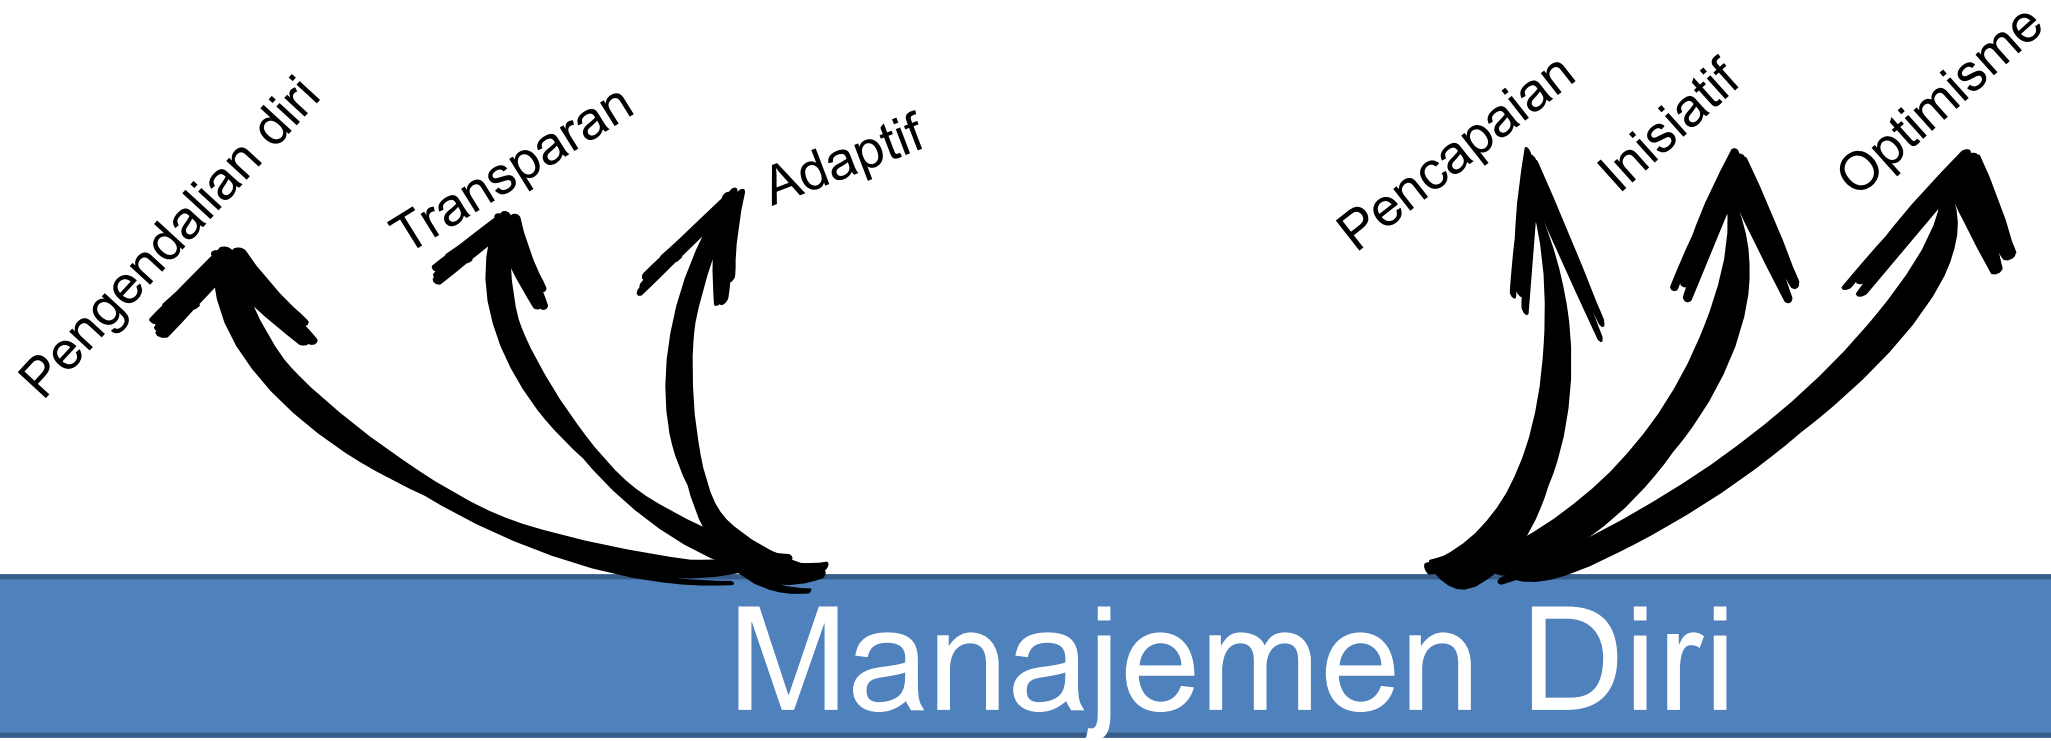 Pengendalian diri
Transparan
Adaptif
Pencapaian
Inisiatif
Optimisme
Manajemen Diri